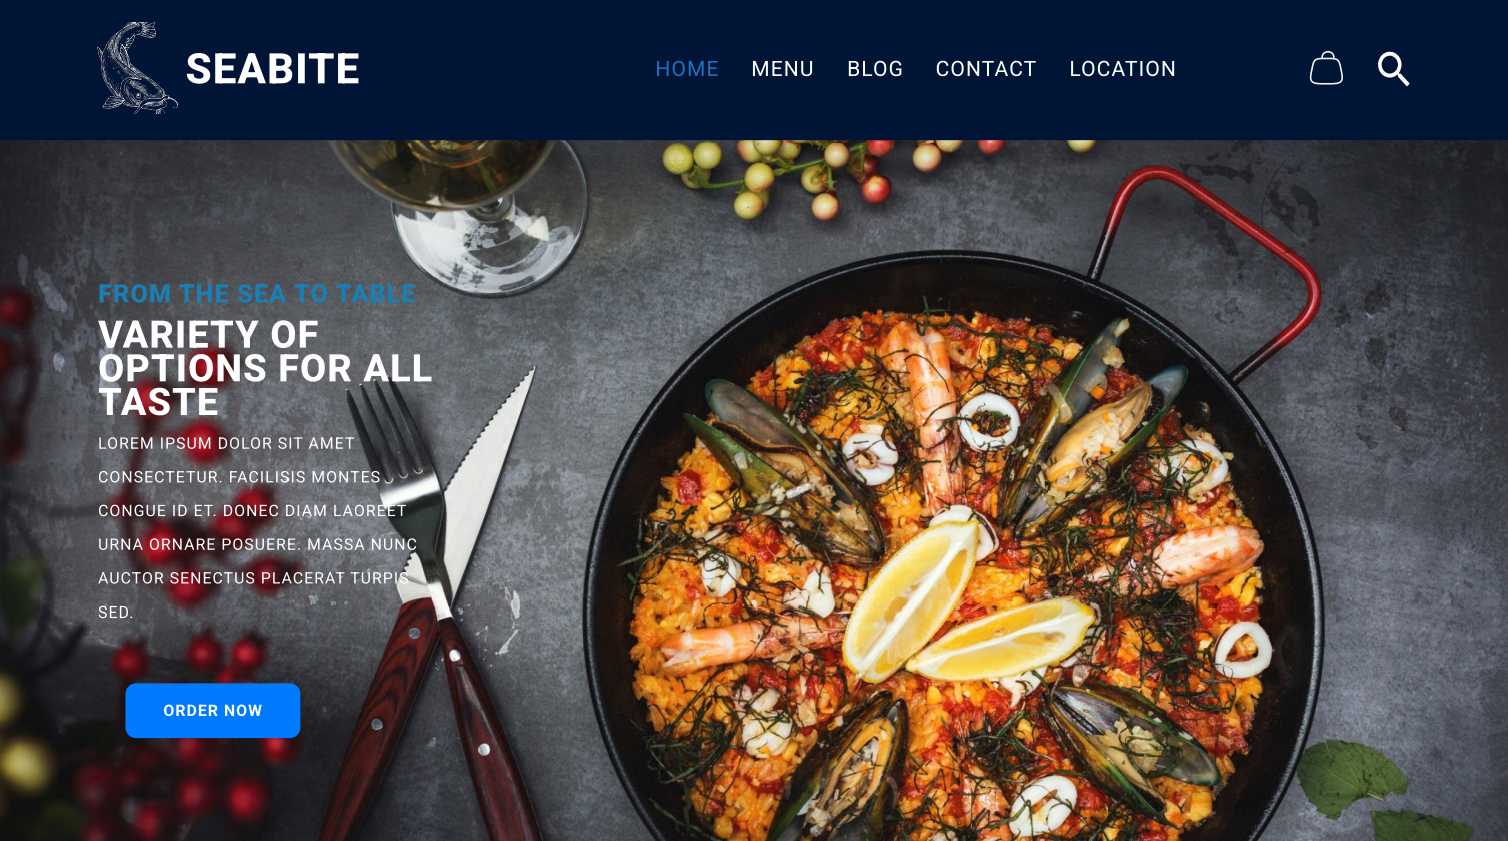 SEABITE
HOME MENU BLOG CONTACT LOCATION
FROM THE SEA TO TABLE
VARIETY OF
OPTIONS FOR ALL
TASTE
LOREM IPSUM DOLOR SIT AMET
CONSECTETUR. FACILISIS MONTES
CONGUE ID ET. DONEC DIAM LAOREET
URNA ORNARE POSUERE. MASSA NUNC
AUCTOR SENECTUS PLACERAT TURPIS
SED.
ORDER NOW